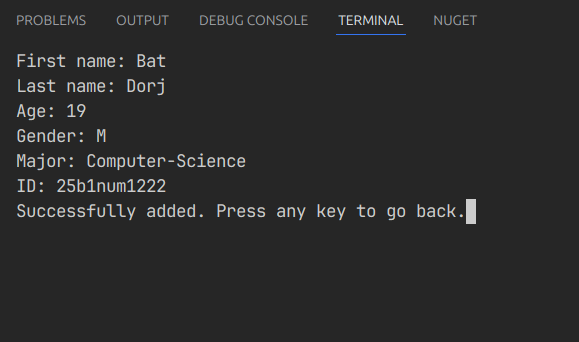 PROBLEMS OUTPUT DEBUG CONSOLE TERMINAL NUGET
First name: Bat
Last name: Dorj
Age: 19
Gender: M
Major: Computer-Science
ID: 25b1num1222
Successfully added. Press any key to go back.